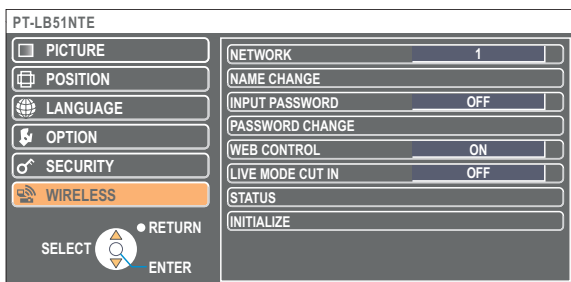 PT-LB51NTE
PICTURE
POSITION
LANGUAGE
OPTION
SECURITY
WIRELESS
RETURN
SELECT
ENTER
NETWORK 1
NAME CHANGE
INPUT PASSWORD OFF
PASSWORD CHANGE
WEB CONTROL ON
LIVE MODE CUT IN OFF
STATUS
INITIALIZE